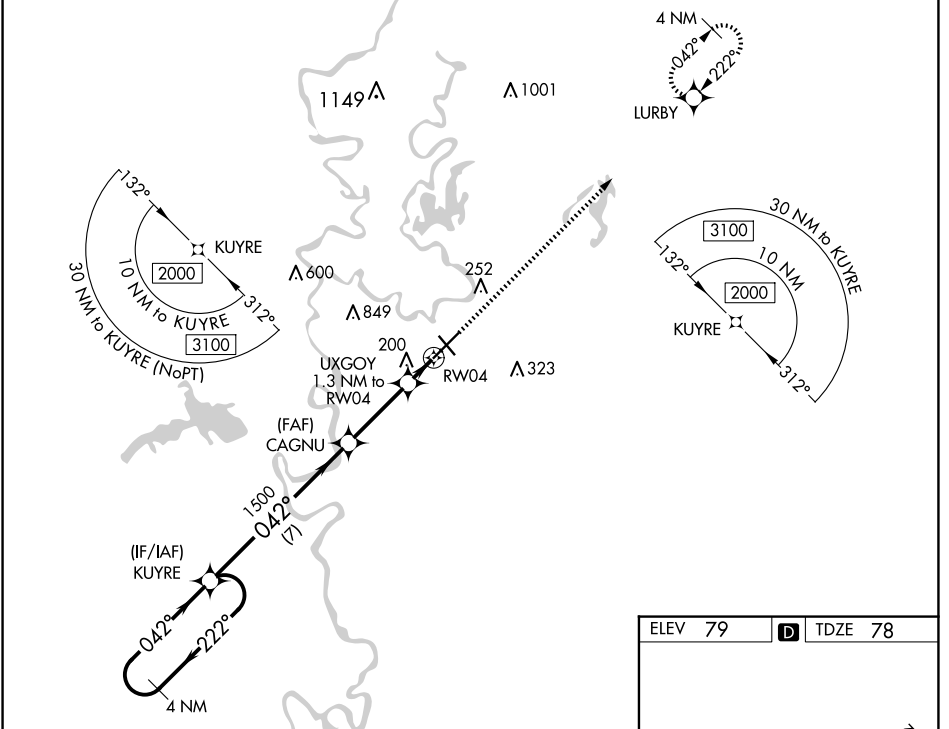 4 NM
042°
222°
LURBY
1149
1001
132°
KUYRE
2000
10 NM to KUYRE
312°
3100
30 NM to KUYRE (NoPT)
600
849
252
30 NM to KUYRE
3100
132°
10 NM
2000
KUYRE
312°
200
UXGOY
1.3 NM to
RW04
RW04
323
(FAF)
CAGNU
1500
042°
(7)
(IF/IAF)
KUYRE
042°
222°
4 NM
ELEV 79 D TDZE 78